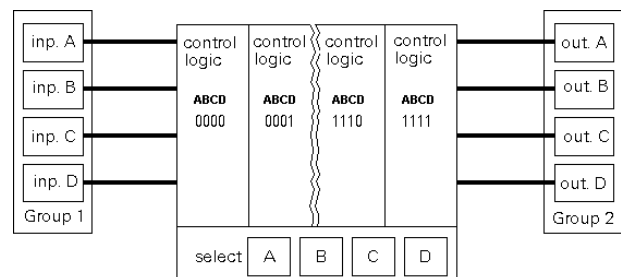 inp. A
inp. B
inp. C
inp. D
Group 1
control logic
ABCD
0000
control logic
ABCD
0001
control logic
ABCD
1110
control logic
ABCD
1111
select A B C D
out. A
out. B
out. C
out. D
Group 2